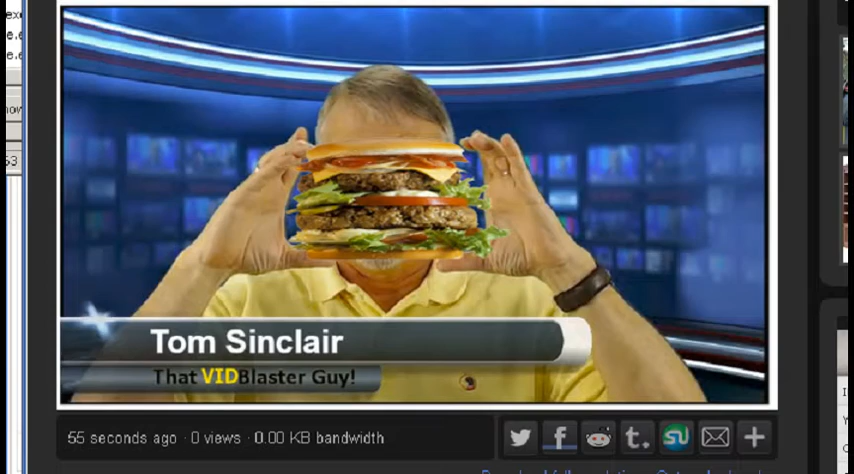 Tom Sinclair
That VIDBlaster Guy!
55 seconds ago · 0 views · 0.00 KB bandwidth